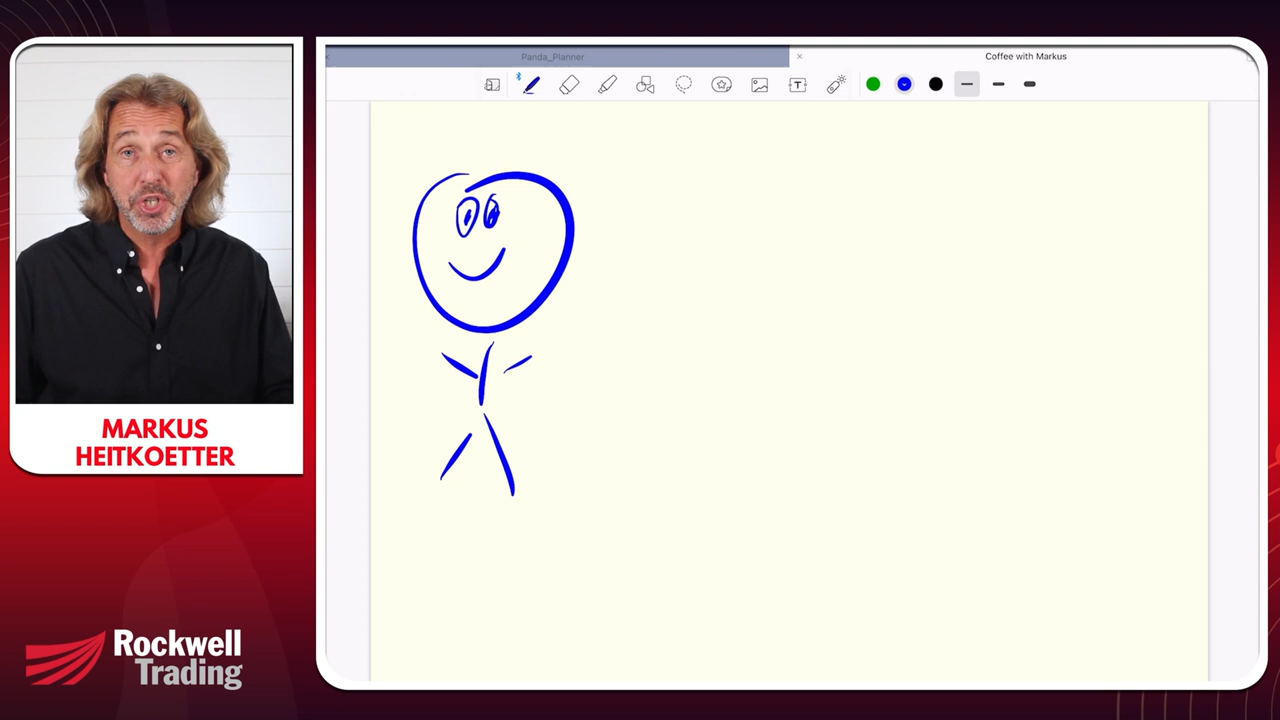 Panda_Planner
Coffee with Markus
MARKUS
HEITKOETTER
Rockwell
Trading